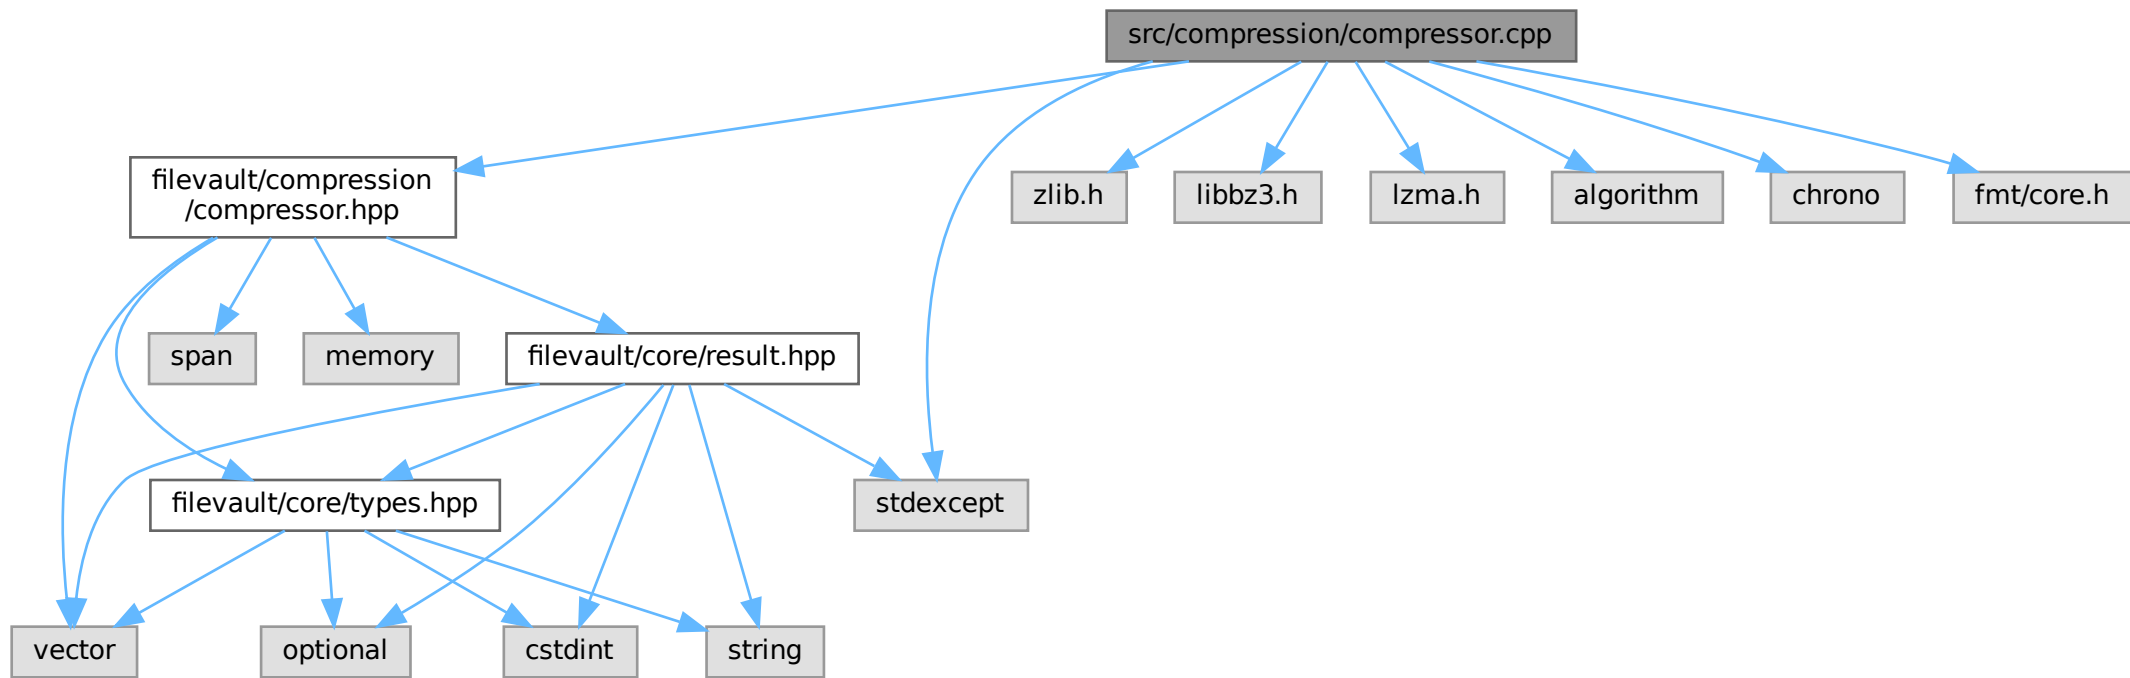 src/compression/compressor.cpp
filevault/compression
/compressor.hpp
zlib.h
libbz3.h
lzma.h
algorithm
chrono
fmt/core.h
span
memory
filevault/core/result.hpp
filevault/core/types.hpp
stdexcept
vector
optional
cstdint
string